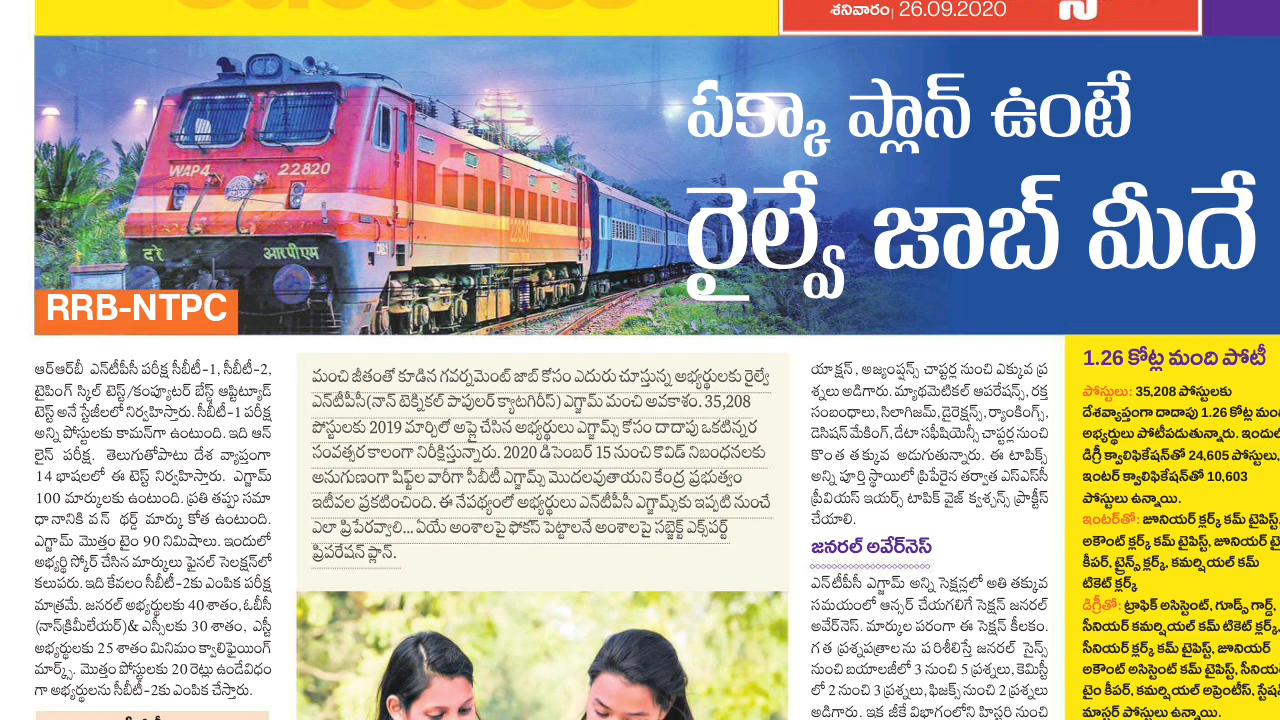 శనివారం| 26.09.2020
పక్కా ప్లాన్ ఉంటే
రైల్వే జాబ్ మీదే
WAP4 22820
22820
दरे आरपीएम
RRB-NTPC
ఆర్ఆర్‌బీ ఎన్‌టీపీసీ పరీక్ష సీబీటీ-1, సీబీటీ-2,
టైపింగ్ స్కిల్ టెస్ట్/కంప్యూటర్ బేస్డ్ ఆప్టిట్యూడ్
టెస్ట్ అనే స్టేజీలలో నిర్వహిస్తారు. సీబీటీ-1 పరీక్ష
అన్ని పోస్టులకు కామన్‌గా ఉంటుంది. ఇది ఆన్
లైన్ పరీక్ష. తెలుగుతోపాటు దేశ వ్యాప్తంగా
14 భాషలలో ఈ టెస్ట్ నిర్వహిస్తారు. ఎగ్జామ్
100 మార్కులకు ఉంటుంది. ప్రతి తప్పు సమా
ధానానికి వన్ థర్డ్ మార్కు కోత ఉంటుంది.
ఎగ్జామ్ మొత్తం టైం 90 నిమిషాలు. ఇందులో
అభ్యర్థి స్కోర్ చేసిన మార్కులు ఫైనల్ సెలక్షన్‌లో
కలుపరు. ఇది కేవలం సీబీటీ-2కు ఎంపిక పరీక్ష
మాత్రమే. జనరల్ అభ్యర్థులకు 40 శాతం, ఓబీసీ
(నాన్‌క్రిమీలేయర్)& ఎస్సీలకు 30 శాతం, ఎస్టీ
అభ్యర్థులకు 25 శాతం మినిమం క్వాలిఫైయింగ్
మార్క్స్. మొత్తం పోస్టులకు 20 రెట్లు ఉండేవిధం
గా అభ్యర్థులను సీబీటీ-2కు ఎంపిక చేస్తారు.
మంచి జీతంతో కూడిన గవర్నమెంట్ జాబ్ కోసం ఎదురు చూస్తున్న అభ్యర్థులకు రైల్వే
ఎన్‌టీపీసీ(నాన్ టెక్నికల్ పాపులర్ క్యాటగిరీస్) ఎగ్జామ్ మంచి అవకాశం. 35,208
పోస్టులకు 2019 మార్చిలో అప్లై చేసిన అభ్యర్థులు ఎగ్జామ్స్ కోసం దాదాపు ఒకటిన్నర
సంవత్సర కాలంగా నిరీక్షిస్తున్నారు. 2020 డిసెంబర్ 15 నుంచి కొవిడ్ నిబంధనలకు
అనుగుణంగా షిఫ్ట్‌ల వారీగా సీబీటీ ఎగ్జామ్స్ మొదలవుతాయని కేంద్ర ప్రభుత్వం
ఇటీవల ప్రకటించింది. ఈ నేపథ్యంలో అభ్యర్థులు ఎన్‌టీపీసీ ఎగ్జామ్స్‌కు ఇప్పటి నుంచే
ఎలా ప్రిపేరవ్వాలి... ఏయే అంశాలపై ఫోకస్ పెట్టాలనే అంశాలపై సబ్జెక్ట్ ఎక్స్‌పర్ట్
ప్రిపరేషన్ ప్లాన్.
యాక్షన్, అజ్యంప్షన్స్ చాప్టర్ల నుంచి ఎక్కువ ప్ర
శ్నలు అడిగారు. మ్యాథమెటికల్ ఆపరేషన్స్, రక్త
సంబంధాలు, సిలాగిజమ్, డైరెక్షన్స్, ర్యాంకింగ్స్,
డెసిషన్ మేకింగ్, డేటా సఫీషియెన్సీ చాప్టర్ల నుంచి
కొంత తక్కువ అడుగుతున్నారు. ఈ టాపిక్స్
అన్ని పూర్తి స్థాయిలో ప్రిపేరైన తర్వాత ఎస్ఎస్‌సీ
ప్రీవియస్ ఇయర్స్ టాపిక్ వైజ్ క్వశ్చన్స్ ప్రాక్టీస్
చేయాలి.
జనరల్ అవేర్‌నెస్
ఎన్‌టీపీసీ ఎగ్జామ్ అన్ని సెక్షన్లలో అతి తక్కువ
సమయంలో ఆన్సర్ చేయగలిగే సెక్షన్ జనరల్
అవేర్‌నెస్. మార్కుల పరంగా ఈ సెక్షన్ కీలకం.
గత ప్రశ్నపత్రాలను పరిశీలిస్తే జనరల్ సైన్స్
నుంచి బయాలజీలో 3 నుంచి 5 ప్రశ్నలు, కెమిస్ట్రీ
లో 2 నుంచి 3 ప్రశ్నలు, ఫిజిక్స్ నుంచి 2 ప్రశ్నలు
అడిగారు. ఇక జీకే విభాగంలోని హిస్టరీ నుంచి
1.26 కోట్ల మంది పోటీ
పోస్టులు: 35,208 పోస్టులకు
దేశవ్యాప్తంగా దాదాపు 1.26 కోట్ల
అభ్యర్థులు పోటీపడుతున్నారు.
డిగ్రీ క్వాలిఫికేషన్‌తో 24,605 పోస్టులు,
ఇంటర్ క్వాలిఫికేషన్‌తో 10,603
పోస్టులు ఉన్నాయి.
ఇంటర్‌తో: జూనియర్ క్లర్క్ కమ్ టైపిస్ట్,
అకౌంట్ క్లర్క్ కమ్ టైపిస్ట్, జూనియర్
కీపర్, ట్రైన్స్ క్లర్క్, కమర్షియల్ కమ్
టికెట్ క్లర్క్
డిగ్రీతో: ట్రాఫిక్ అసిస్టెంట్, గూడ్స్ గార్డ్,
సీనియర్ కమర్షియల్ కమ్ టికెట్ క్లర్క్,
సీనియర్ క్లర్క్ కమ్ టైపిస్ట్, జూనియర్
అకౌంట్ అసిస్టెంట్ కమ్ టైపిస్ట్,
టైం కీపర్, కమర్షియల్ అప్రెంటీస్,
మాస్టర్ పోస్టులు ఉన్నాయి.